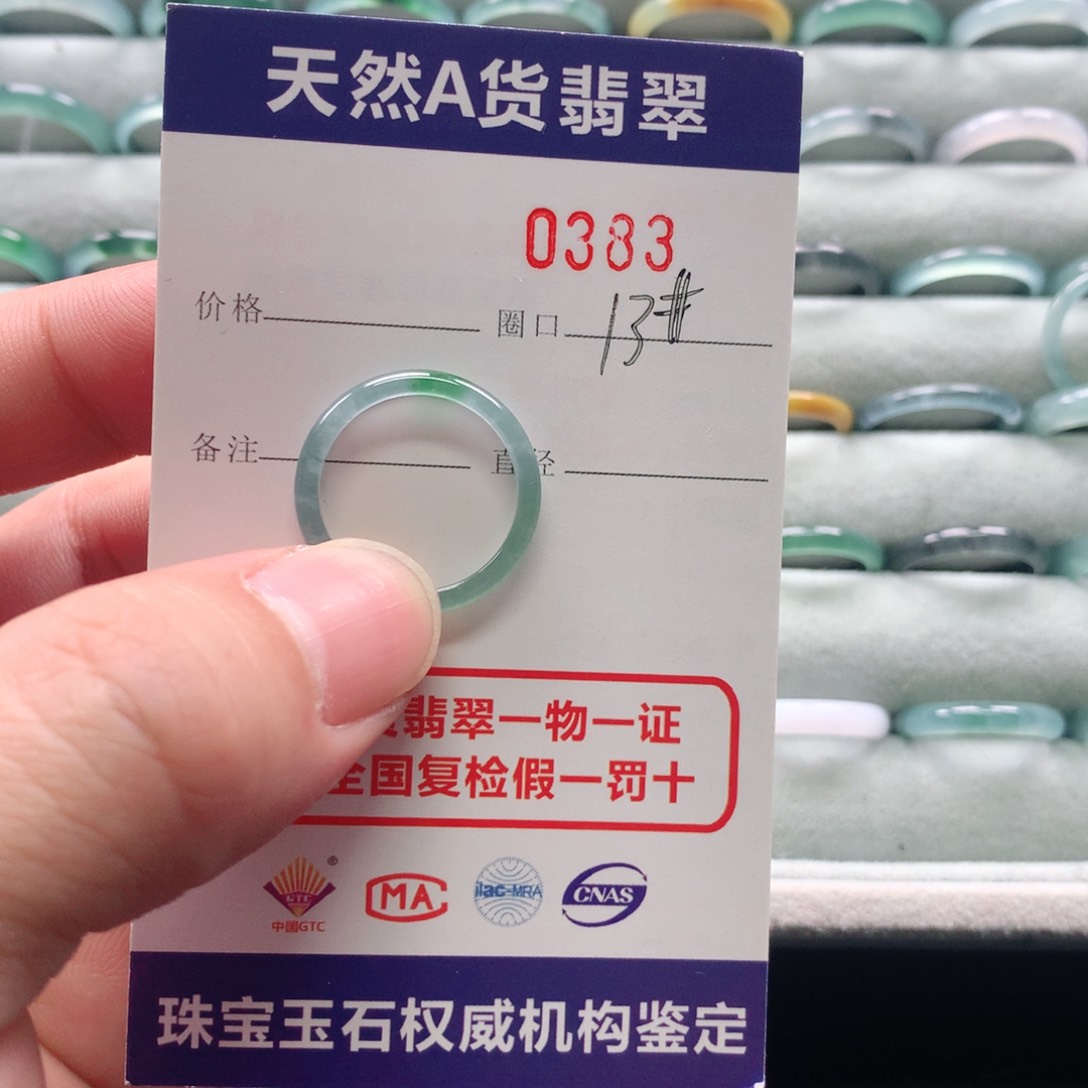 天然A货翡翠
0383
价格 圈口 13#
备注 直径
翡翠一物一证
全国复检假一罚十
GTC ® MA ilac-MRA CNAS
中国GTC
珠宝玉石权威机构鉴定